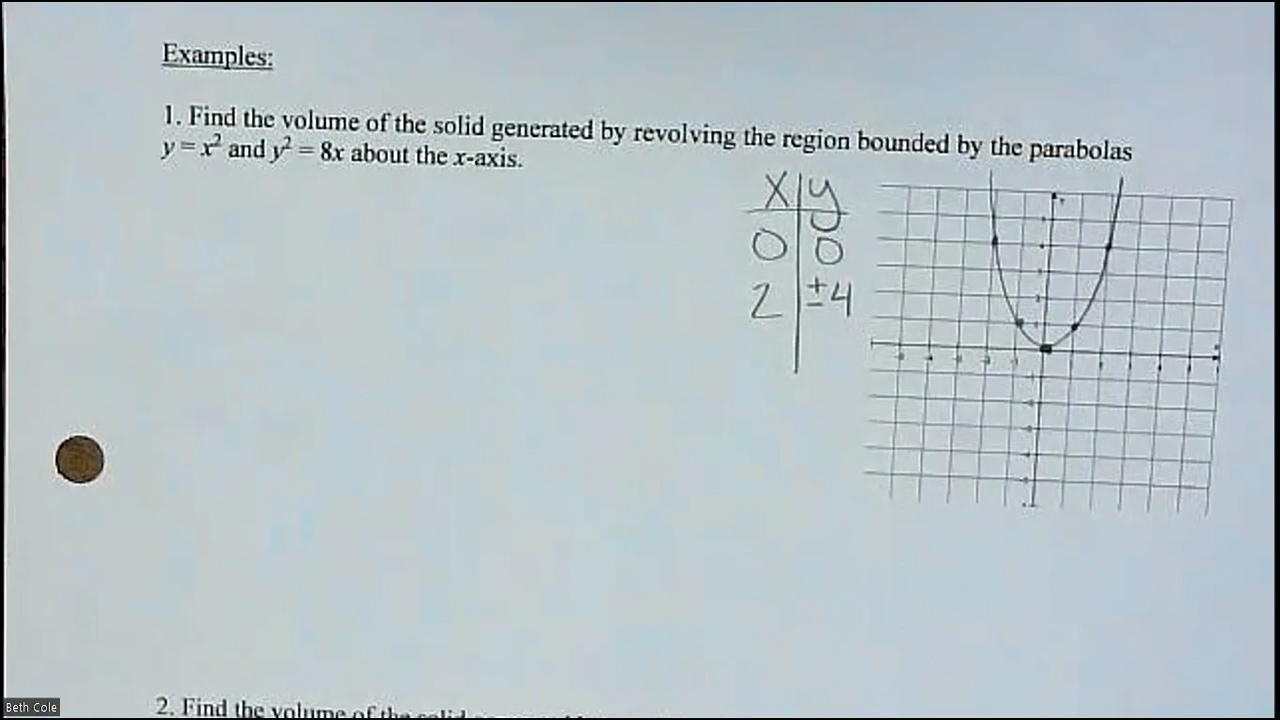 Examples:
1. Find the volume of the solid generated by revolving the region bounded by the parabolas
y = x² and y² = 8x about the x-axis.
x y
0 0
2 ±4
2. Find the volume of the solid
Beth Cole